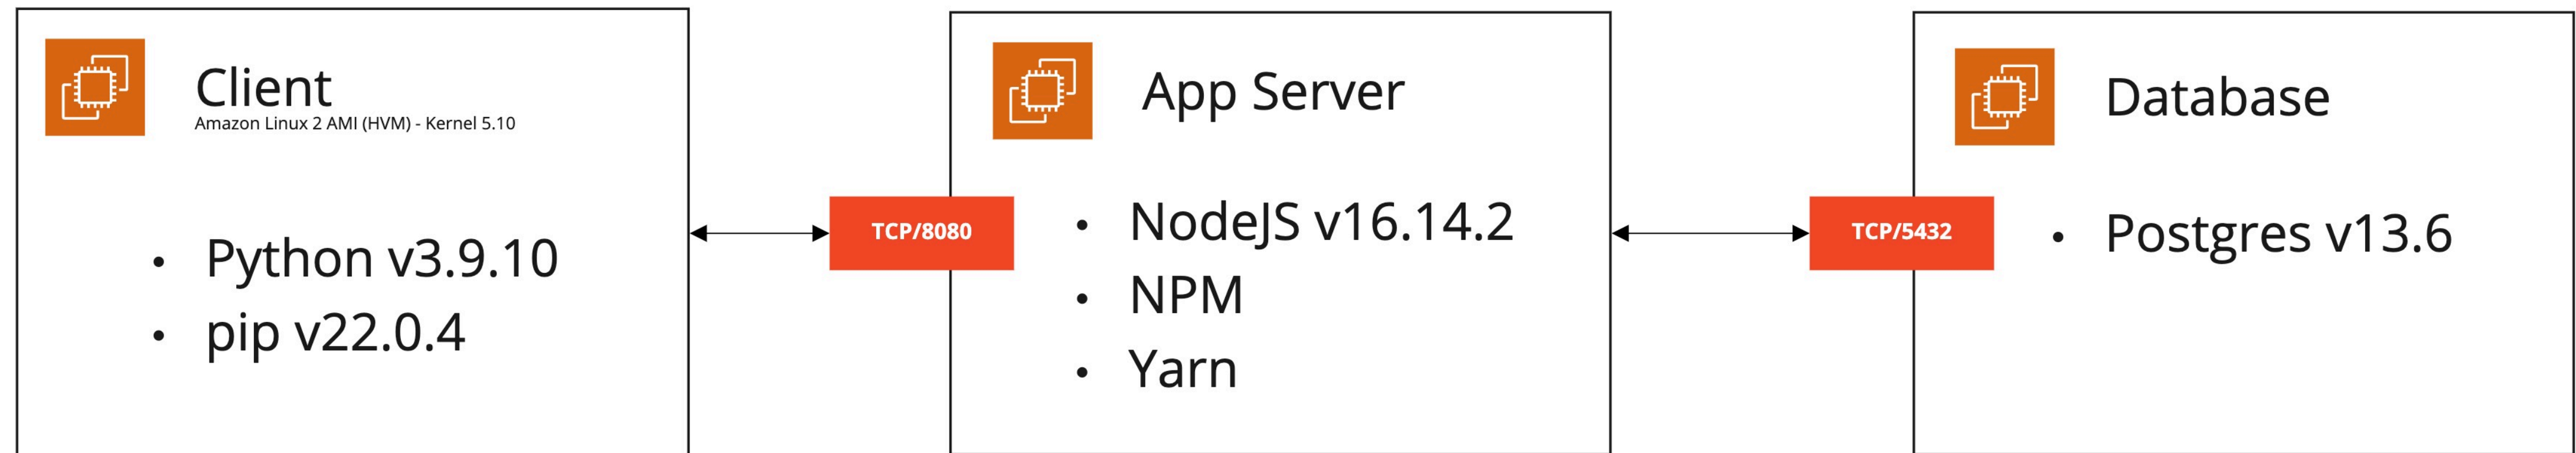 Client
Amazon Linux 2 AMI (HVM) - Kernel 5.10
• Python v3.9.10
• pip v22.0.4
TCP/8080
App Server
• NodeJS v16.14.2
• NPM
• Yarn
TCP/5432
Database
• Postgres v13.6